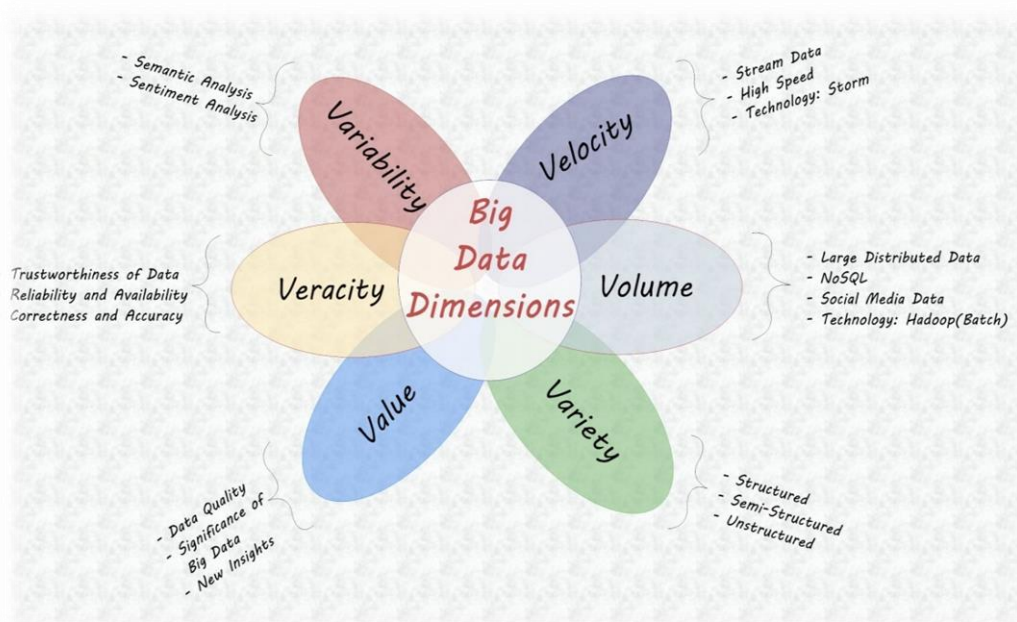 Big
Data
Dimensions
Variability
- Semantic Analysis
- Sentiment Analysis
Velocity
- Stream Data
- High Speed
- Technology: Storm
Veracity
Trustworthiness of Data
Reliability and Availability
Correctness and Accuracy
Volume
- Large Distributed Data
- NoSQL
- Social Media Data
- Technology: Hadoop(Batch)
Value
- Data Quality
- Significance of
Big Data
- New Insights
Variety
- Structured
- Semi-Structured
- Unstructured